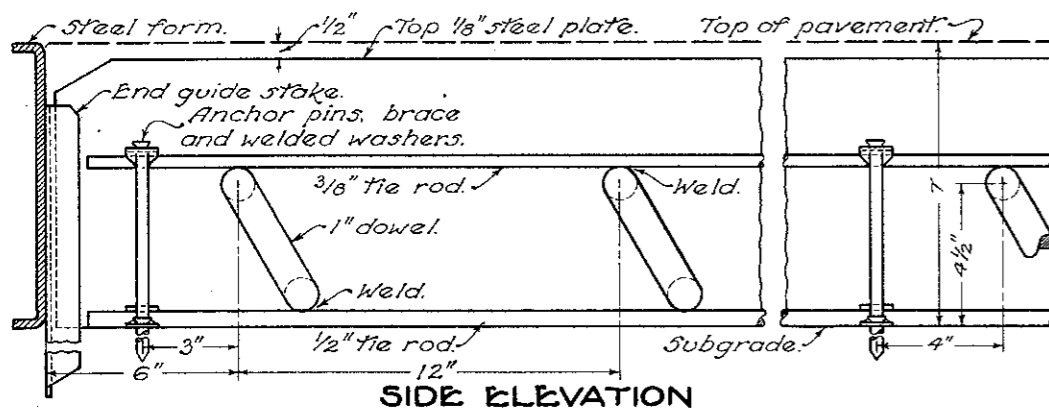 Steel form.
1/2"
Top 1/8" steel plate.
Top of pavement.
End guide stake.
Anchor pins, brace
and welded washers.
3/8" tie rod.
Weld.
1" dowel.
7
4 1/2"
Weld.
3"
1/2" tie rod.
Subgrade.
4"
6"
12"
SIDE ELEVATION